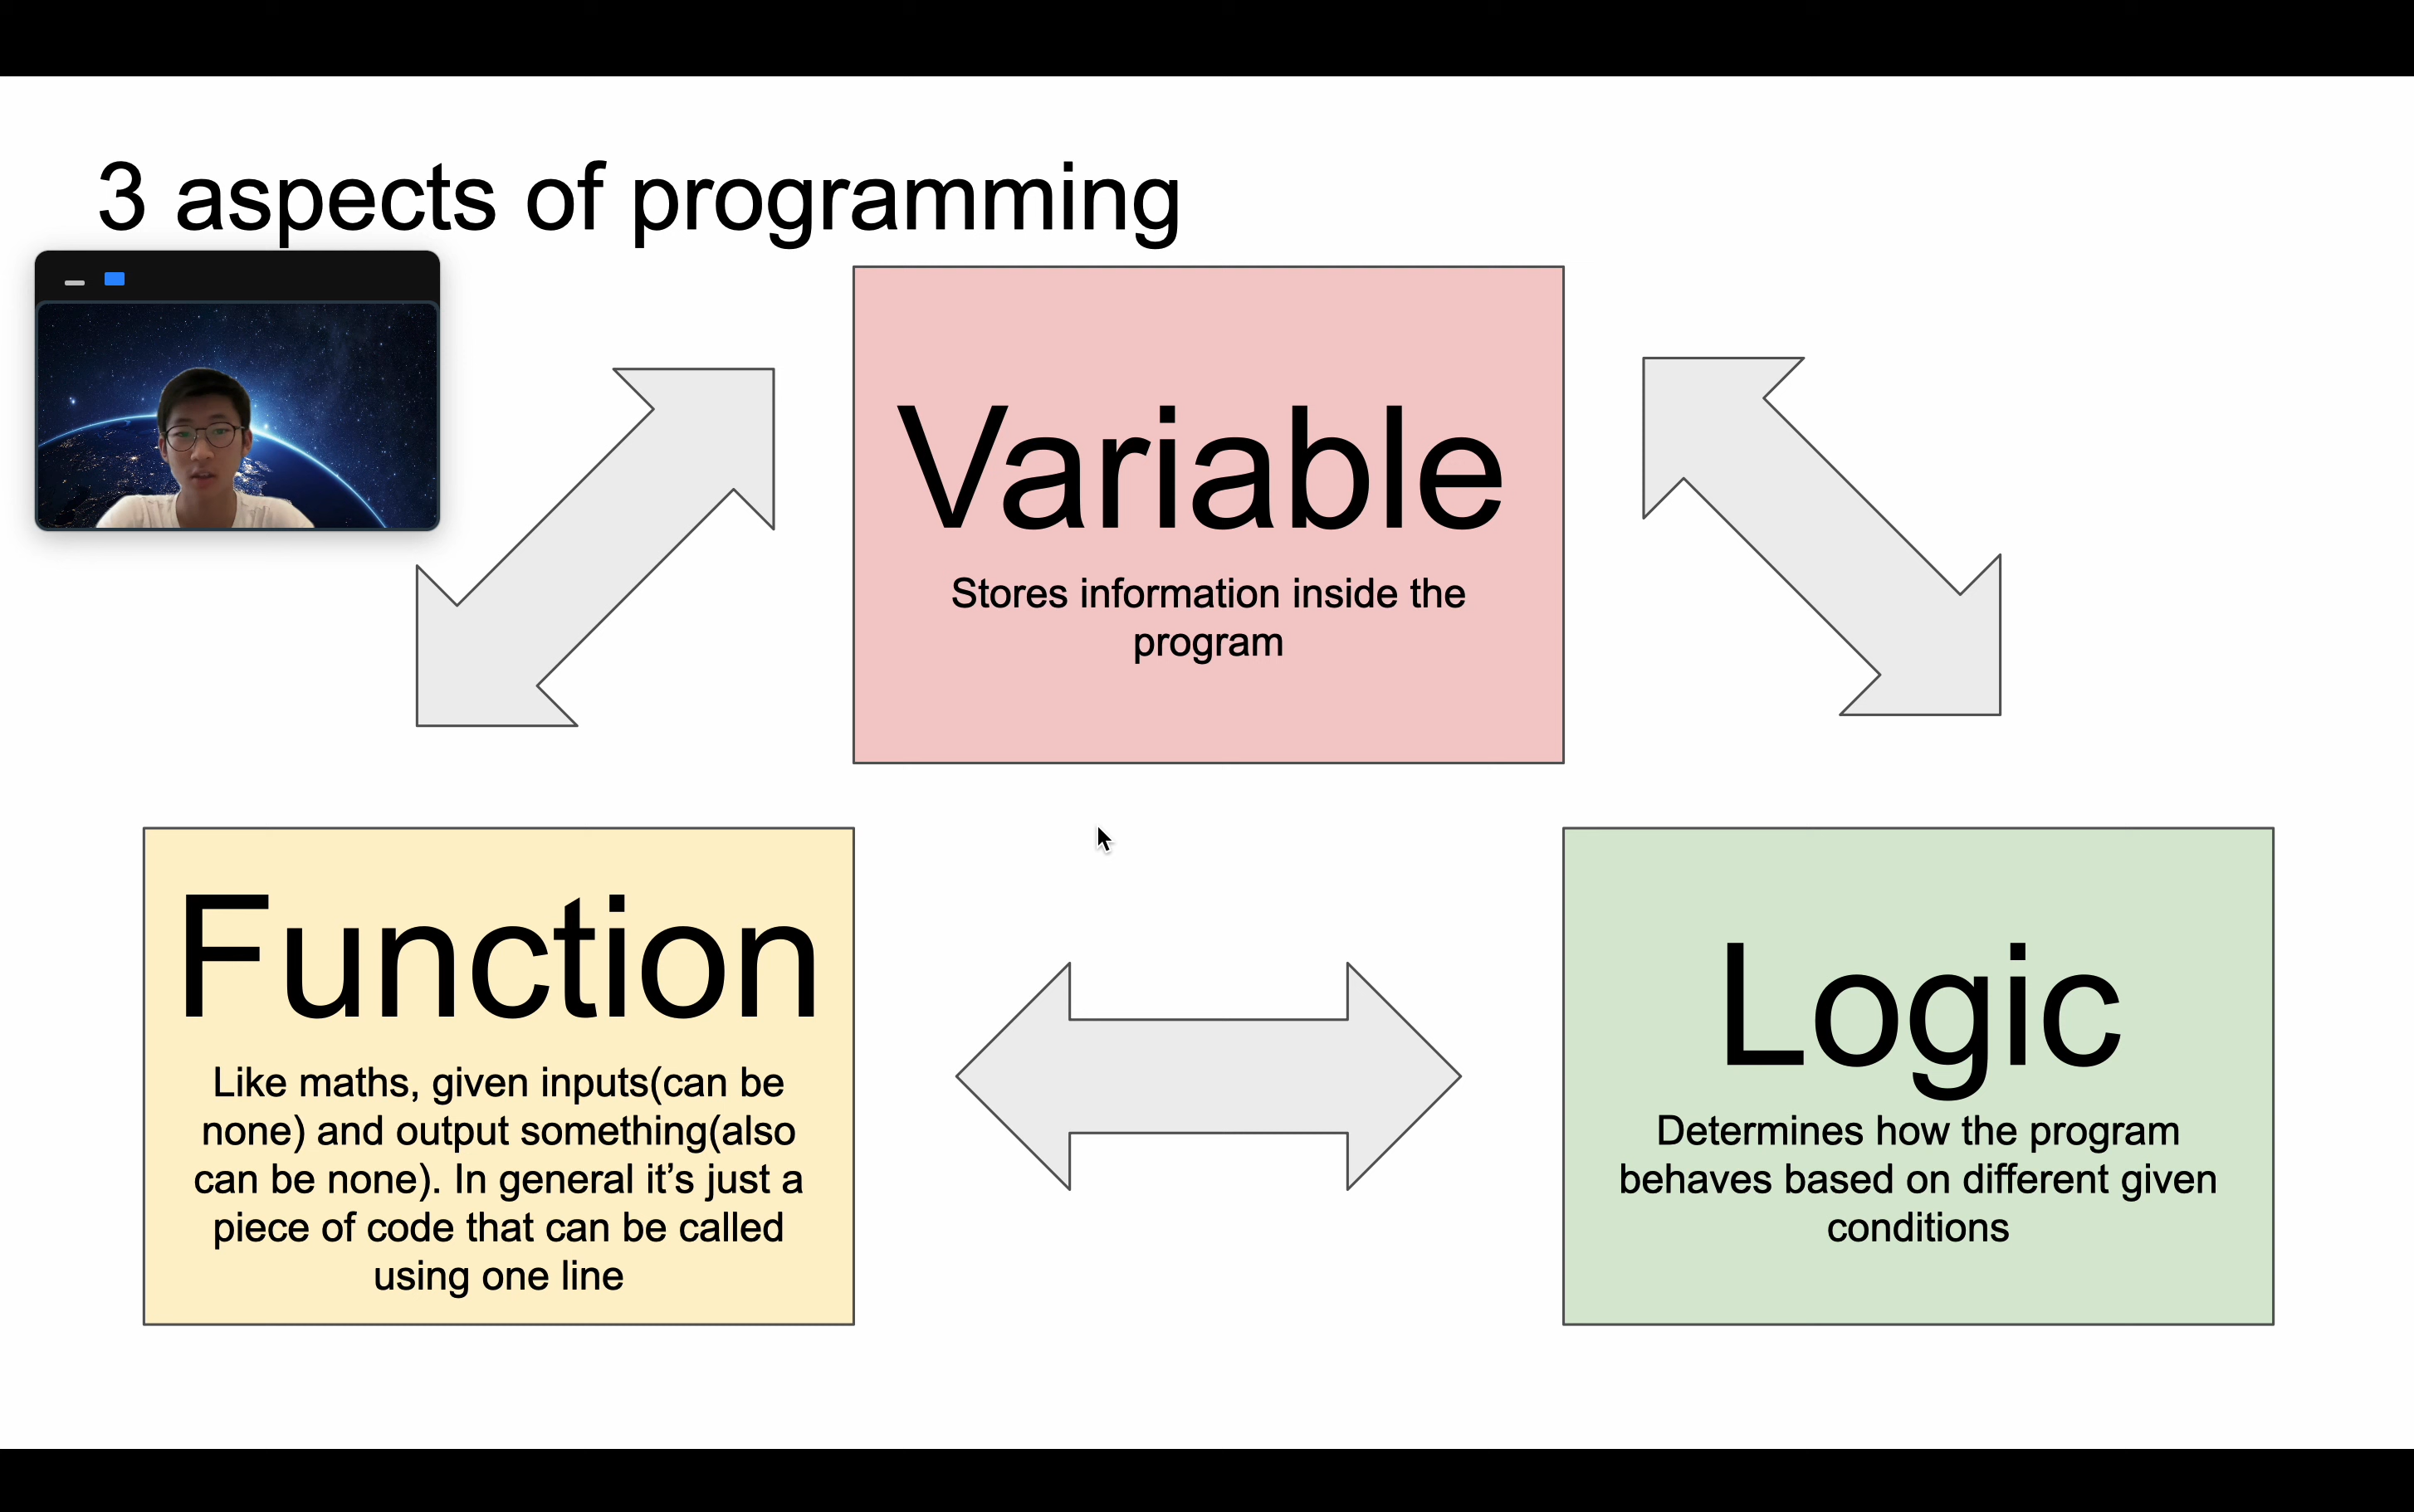 3 aspects of programming
Variable
Stores information inside the
program
Function
Like maths, given inputs(can be
none) and output something(also
can be none). In general it’s just a
piece of code that can be called
using one line
Logic
Determines how the program
behaves based on different given
conditions